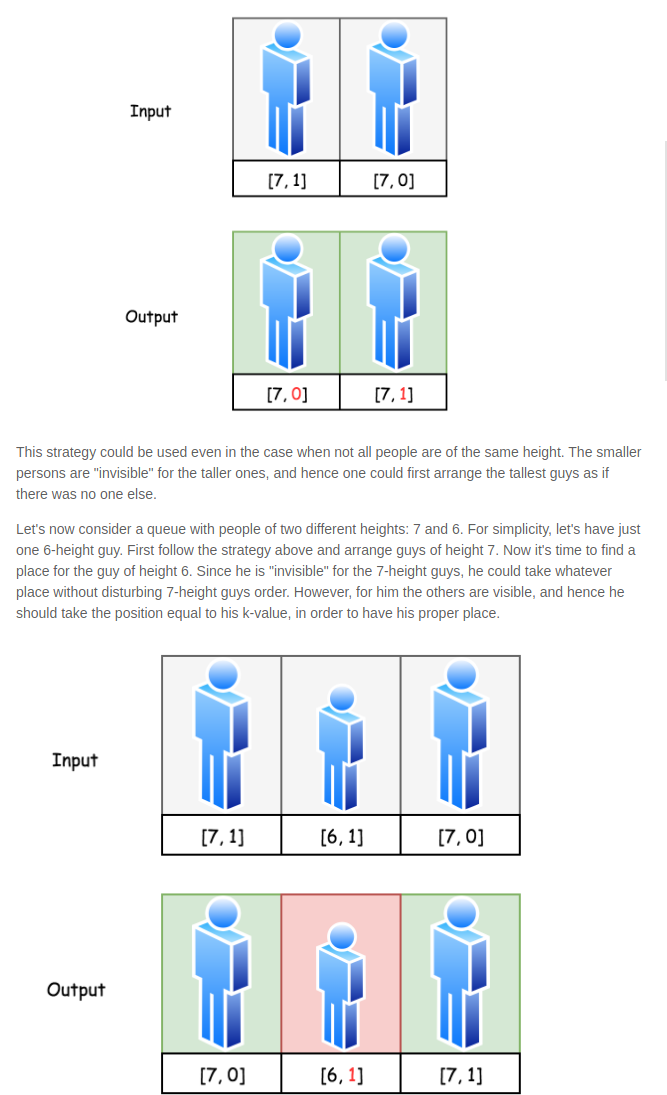 Input
[7, 1] [7, 0]
Output
[7, 0] [7, 1]
This strategy could be used even in the case when not all people are of the same height. The smaller
persons are "invisible" for the taller ones, and hence one could first arrange the tallest guys as if
there was no one else.
Let's now consider a queue with people of two different heights: 7 and 6. For simplicity, let's have just
one 6-height guy. First follow the strategy above and arrange guys of height 7. Now it's time to find a
place for the guy of height 6. Since he is "invisible" for the 7-height guys, he could take whatever
place without disturbing 7-height guys order. However, for him the others are visible, and hence he
should take the position equal to his k-value, in order to have his proper place.
Input
[7, 1] [6, 1] [7, 0]
Output
[7, 0] [6, 1] [7, 1]